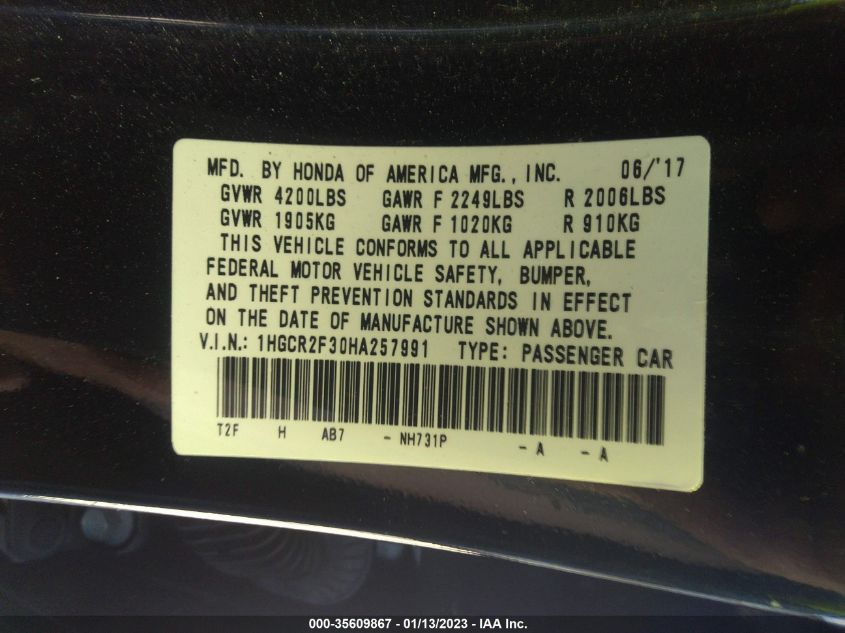 MFD. BY HONDA OF AMERICA MFG., INC. 06/'17
GVWR 4200LBS GAWR F 2249LBS R 2006LBS
GVWR 1905KG GAWR F 1020KG R 910KG
THIS VEHICLE CONFORMS TO ALL APPLICABLE
FEDERAL MOTOR VEHICLE SAFETY, BUMPER,
AND THEFT PREVENTION STANDARDS IN EFFECT
ON THE DATE OF MANUFACTURE SHOWN ABOVE.
V.I.N.: 1HGCR2F30HA257991 TYPE: PASSENGER CAR
T2F H AB7 - NH731P - A - A
000-35609867 / 01/13/2023 - IAA Inc.